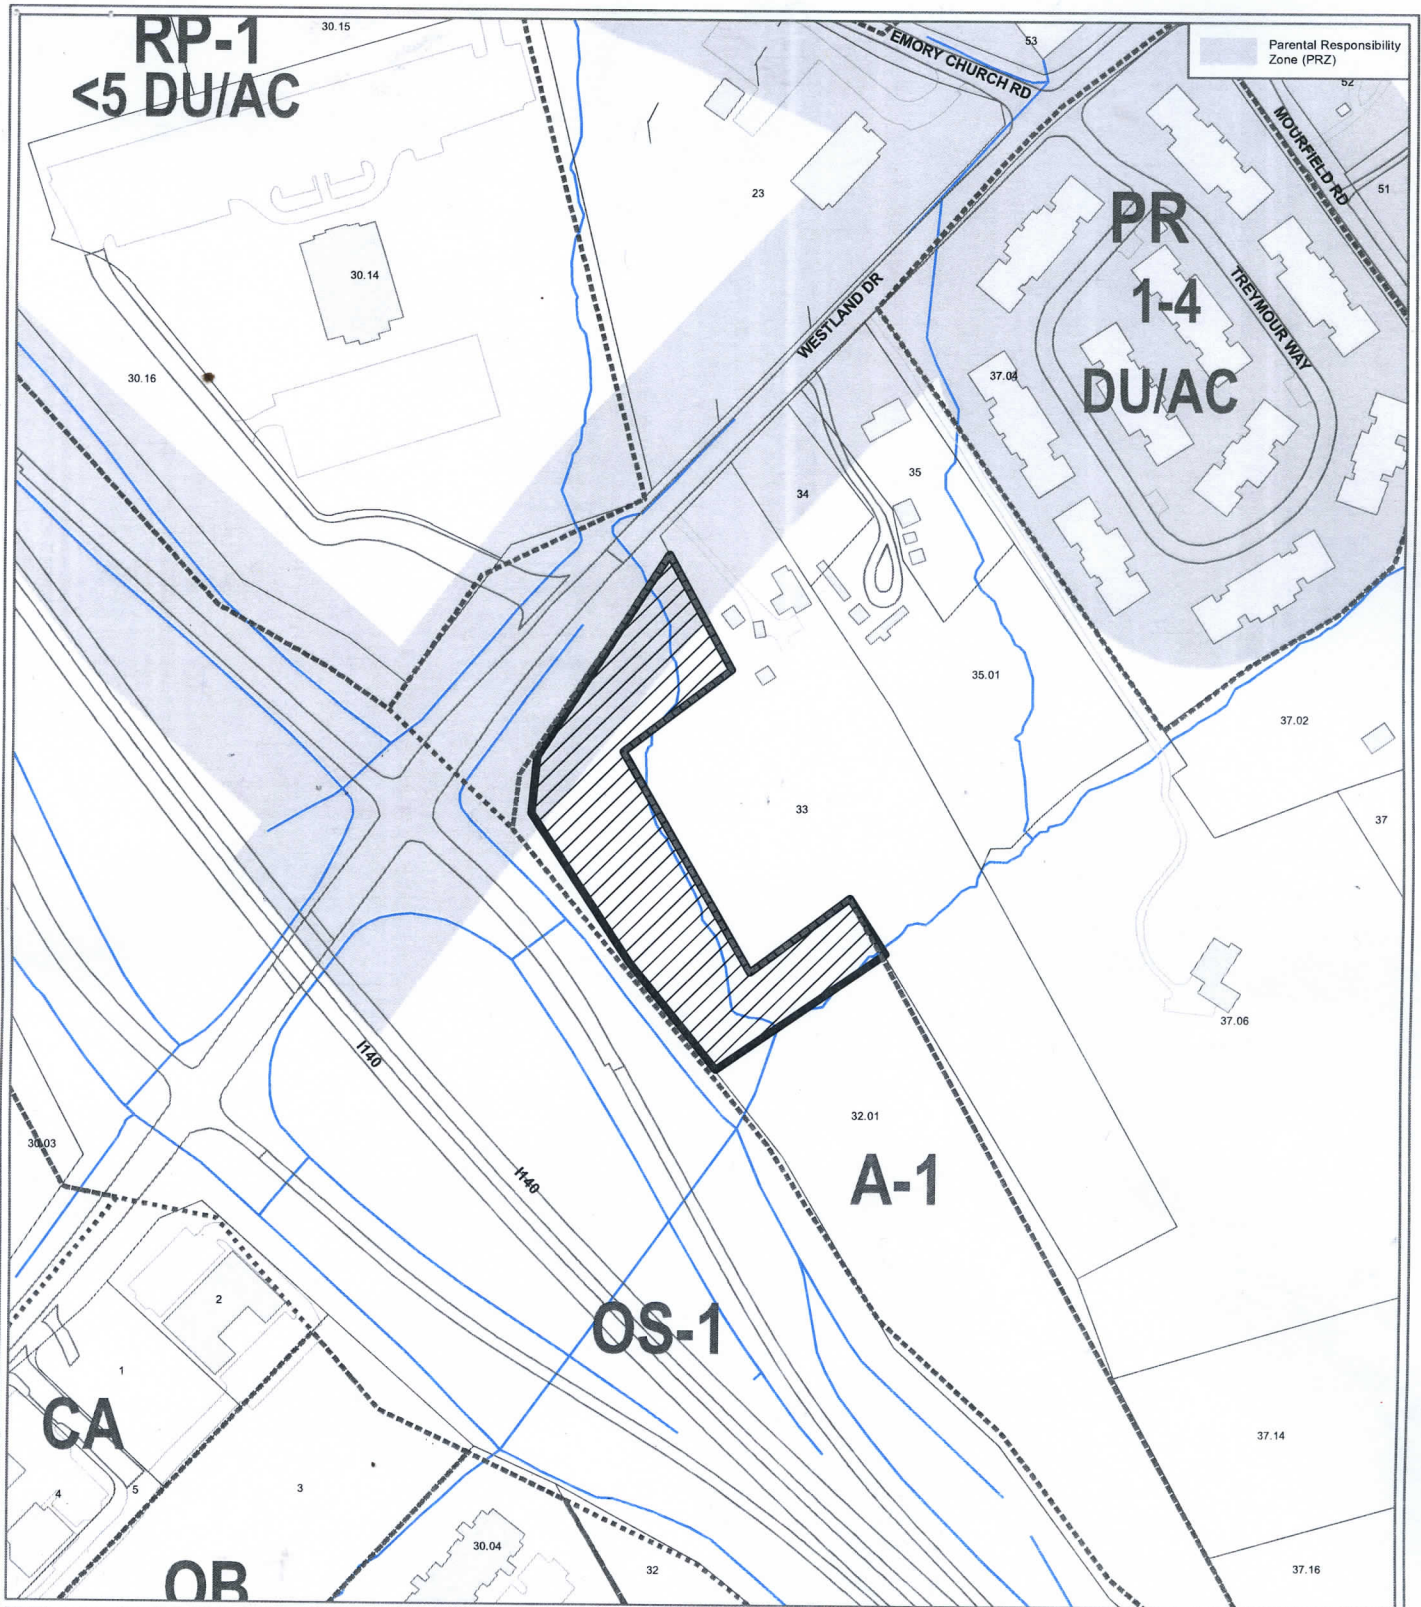 30.15
RP-1
<5 DU/AC
EMORY CHURCH RD
53
Parental Responsibility
Zone (PRZ)
52
MOURFIELD RD
51
23
PR
1-4
DU/AC
TREYMOUR WAY
30.14
WESTLAND DR
30.16
37.04
35
34
35.01
37.02
33
37
37.06
I140
32.01
30.03
A-1
I140
2
OS-1
1
CA
37.14
4
5
3
30.04
32
37.16
OB